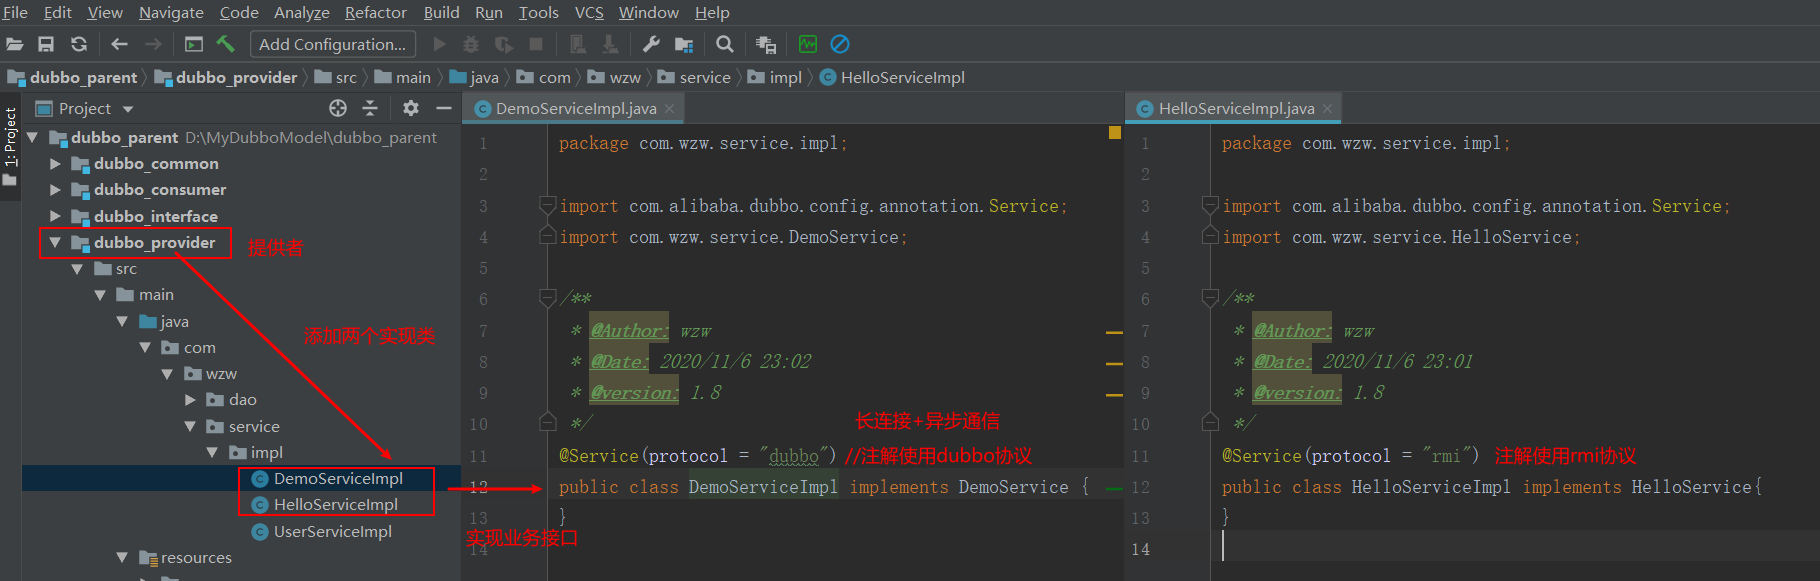 File Edit View Navigate Code Analyze Refactor Build Run Tools VCS Window Help
Add Configuration...
dubbo_parent dubbo_provider src main java com wzw service impl HelloServiceImpl
1: Project
Project
dubbo_parent D:\MyDubboModel\dubbo_parent
dubbo_common
dubbo_consumer
dubbo_interface
dubbo_provider
提供者
src
main
java
添加两个实现类
com
wzw
dao
service
impl
DemoServiceImpl
HelloServiceImpl
UserServiceImpl
resources
DemoServiceImpl.java
1 package com.wzw.service.impl;
2
3 import com.alibaba.dubbo.config.annotation.Service;
4 import com.wzw.service.DemoService;
5
6 /**
7 * @Author: wzw
8 * @Date: 2020/11/6 23:02
9 * @version: 1.8
10 */
长连接+异步通信
11 @Service(protocol = "dubbo") //注解使用dubbo协议
12 public class DemoServiceImpl implements DemoService {
13 }
实现业务接口
14
HelloServiceImpl.java
1 package com.wzw.service.impl;
2
3 import com.alibaba.dubbo.config.annotation.Service;
4 import com.wzw.service.HelloService;
5
6 /**
7 * @Author: wzw
8 * @Date: 2020/11/6 23:01
9 * @version: 1.8
10 */
11 @Service(protocol = "rmi") 注解使用rmi协议
12 public class HelloServiceImpl implements HelloService{
13 }
14